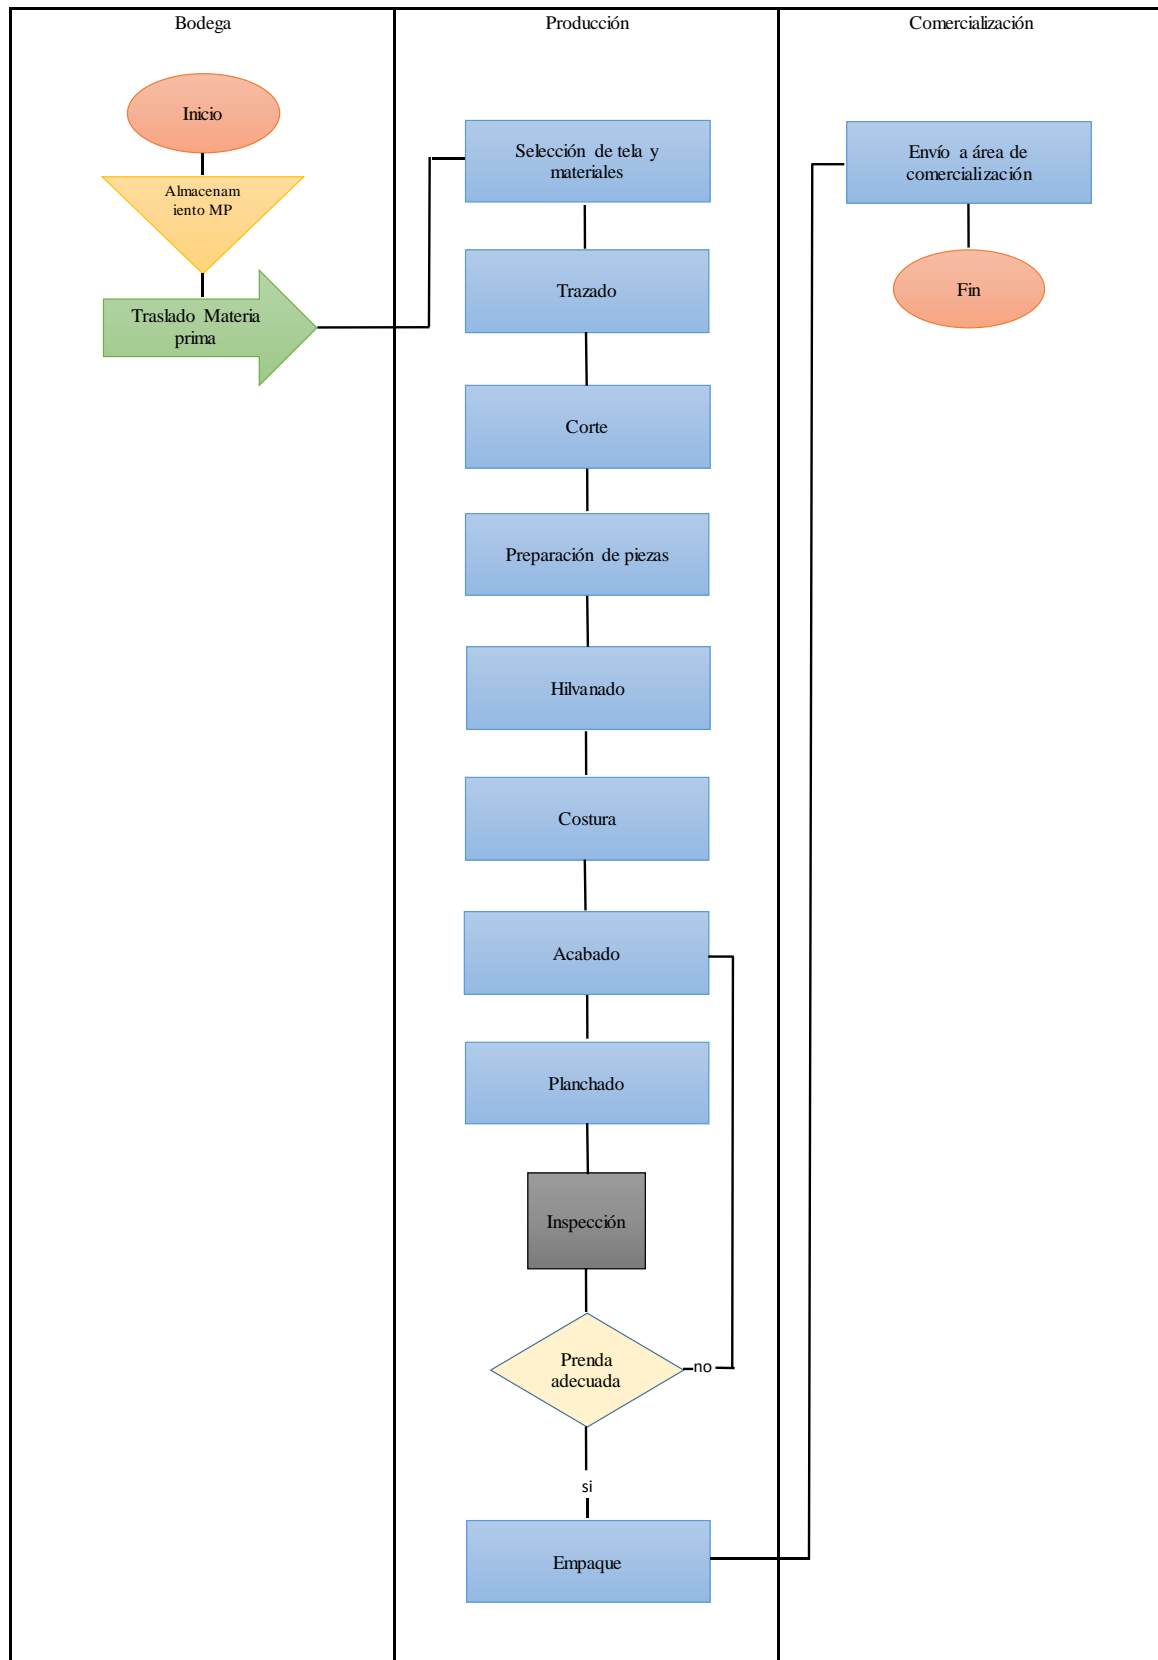 Bodega
Producción
Comercialización
Inicio
Almacenam
iento MP
Traslado Materia
prima
Selección de tela y
materiales
Trazado
Corte
Preparación de piezas
Hilvanado
Costura
Acabado
Planchado
Inspección
Prenda
adecuada
no
si
Empaque
Envío a área de
comercialización
Fin